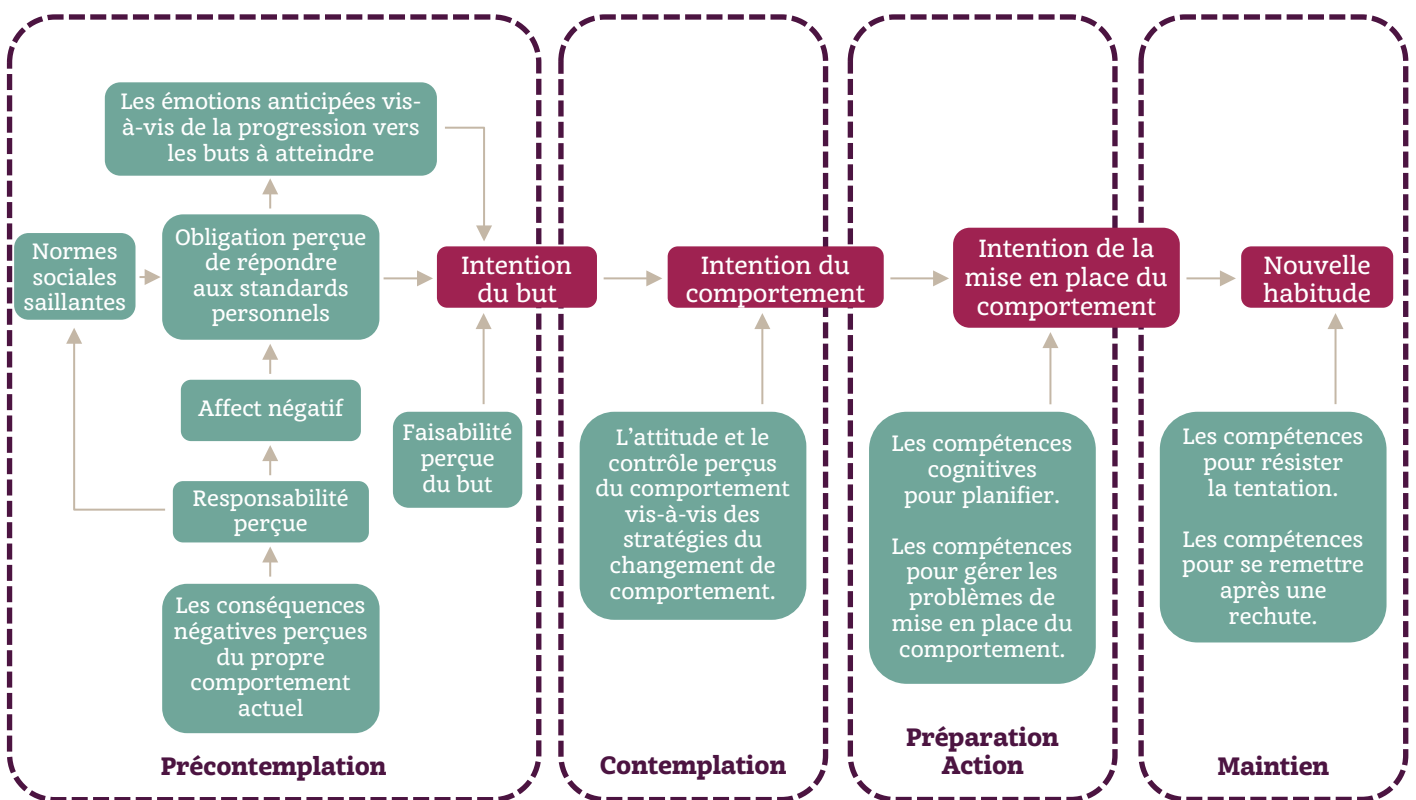 Les émotions anticipées vis-
à-vis de la progression vers
les buts à atteindre
Normes
sociales
saillantes
Obligation perçue
de répondre
aux standards
personnels
Intention
du but
Affect négatif
Faisabilité
perçue
du but
Responsabilité
perçue
Les conséquences
négatives perçues
du propre
comportement
actuel
Précontemplation
Intention du
comportement
L'attitude et le
contrôle perçus
du comportement
vis-à-vis des
stratégies du
changement de
comportement.
Contemplation
Intention de la
mise en place du
comportement
Les compétences
cognitives
pour planifier.
Les compétences
pour gérer les
problèmes de
mise en place du
comportement.
Préparation
Action
Nouvelle
habitude
Les compétences
pour résister
la tentation.
Les compétences
pour se remettre
après une
rechute.
Maintien